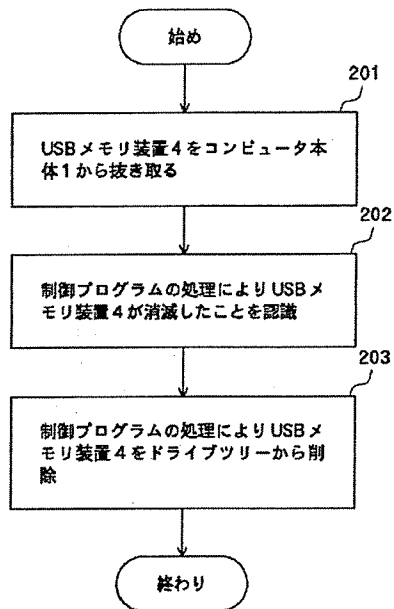 始め
201
USBメモリ装置4をコンピュータ本
体1から抜き取る
202
制御プログラムの処理によりUSBメ
モリ装置4が消滅したことを認識
203
制御プログラムの処理によりUSBメ
モリ装置4をドライブツリーから削
除
終わり